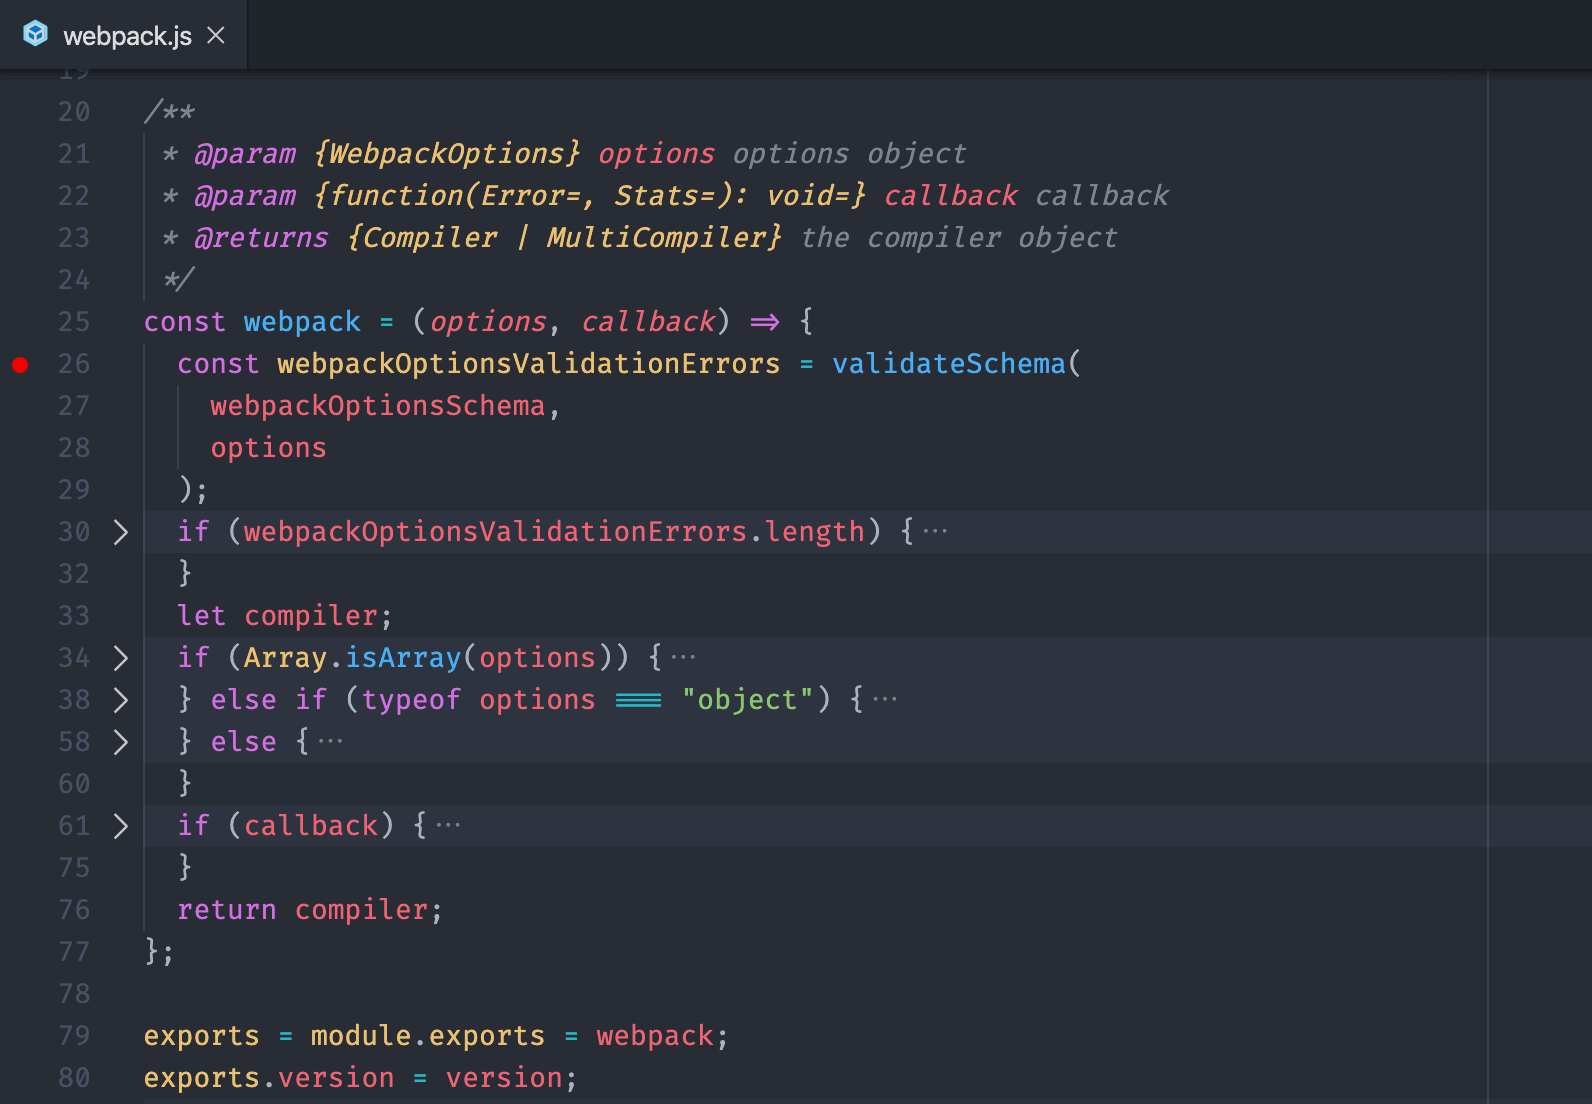 webpack.js
19
20 /**
21  * @param {WebpackOptions} options options object
22  * @param {function(Error=, Stats=): void=} callback callback
23  * @returns {Compiler | MultiCompiler} the compiler object
24  */
25 const webpack = (options, callback) => {
26   const webpackOptionsValidationErrors = validateSchema(
27     webpackOptionsSchema,
28     options
29   );
30   if (webpackOptionsValidationErrors.length) {···
32   }
33   let compiler;
34   if (Array.isArray(options)) {···
38   } else if (typeof options === "object") {···
58   } else {···
60   }
61   if (callback) {···
75   }
76   return compiler;
77 };
78
79 exports = module.exports = webpack;
80 exports.version = version;